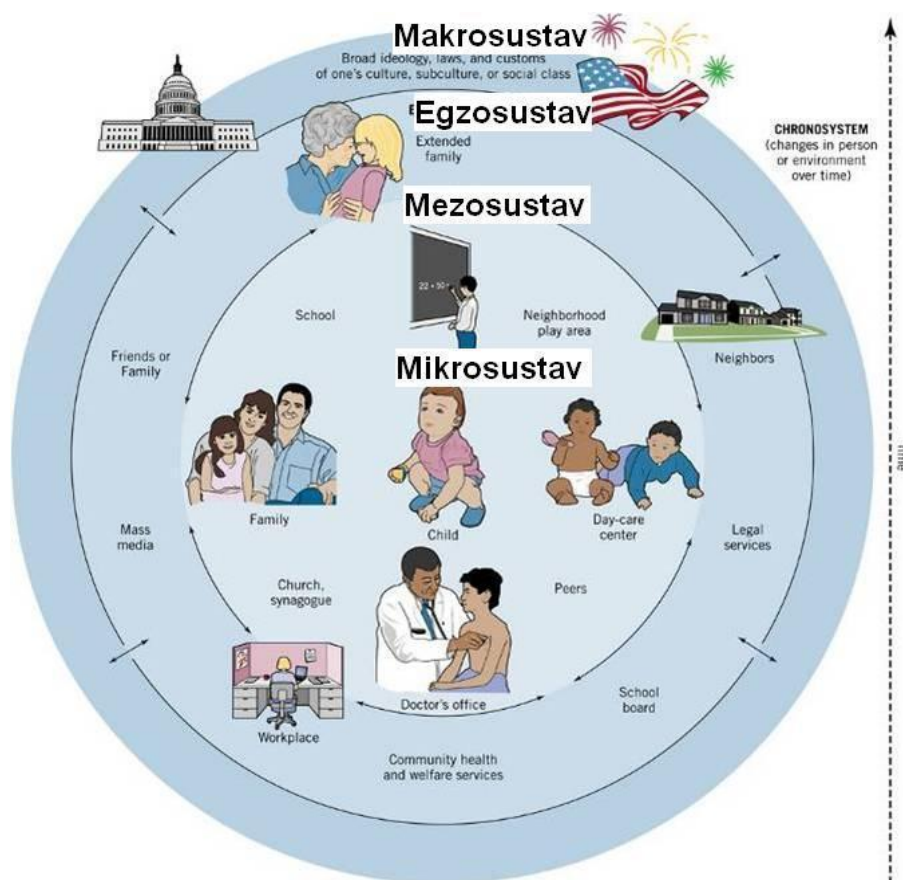 Makrosustav
Broad ideology, laws, and customs
of one's culture, subculture, or social class
Egzosustav
Extended
family
CHRONOSYSTEM
(changes in person
or environment
over time)
Mezosustav
22 + 50
School
Neighborhood
play area
Friends or
Family
Neighbors
Mikrosustav
Family
Child
Day-care
center
Mass
media
Legal
services
Church,
synagogue
Peers
Doctor's office
School
board
Workplace
Community health
and welfare services